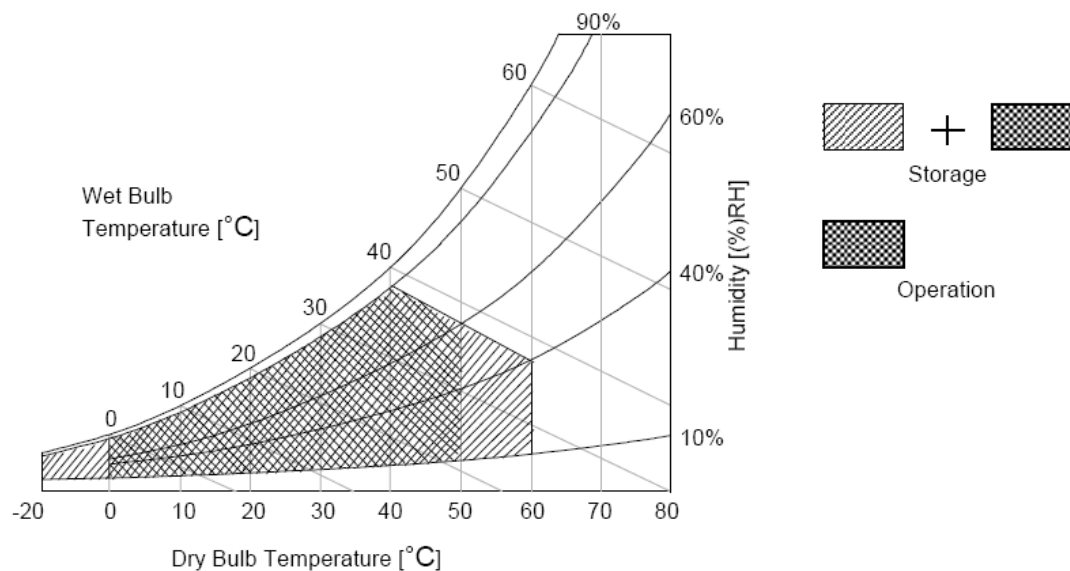 90%
60
60%
50
Wet Bulb
Temperature [°C]
40
40%
30
20
10
0
10%
Humidity [(%)RH]
-20 0 10 20 30 40 50 60 70 80
Dry Bulb Temperature [°C]
+
Storage
Operation